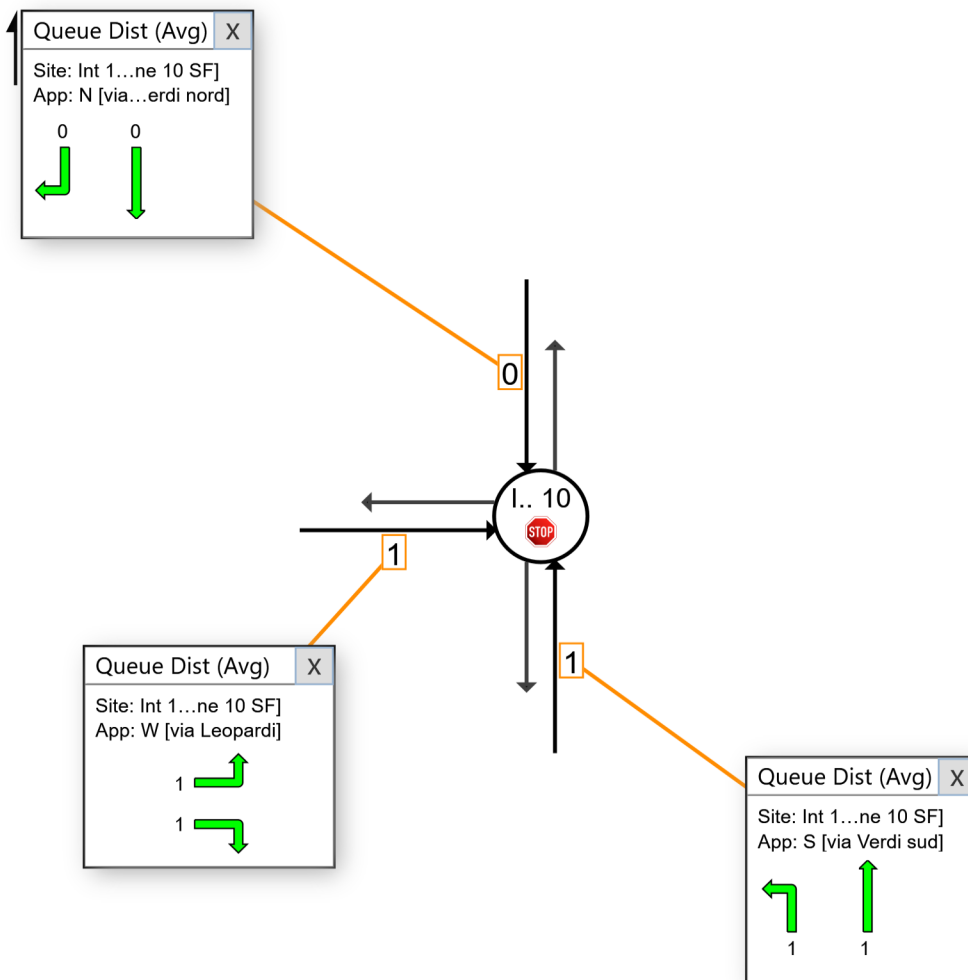 Queue Dist (Avg) X
Site: Int 1...ne 10 SF]
App: N [via...erdi nord]
0 0
0
I.. 10
STOP
1
Queue Dist (Avg) X
Site: Int 1...ne 10 SF]
App: W [via Leopardi]
1
1
1
Queue Dist (Avg) X
Site: Int 1...ne 10 SF]
App: S [via Verdi sud]
1 1